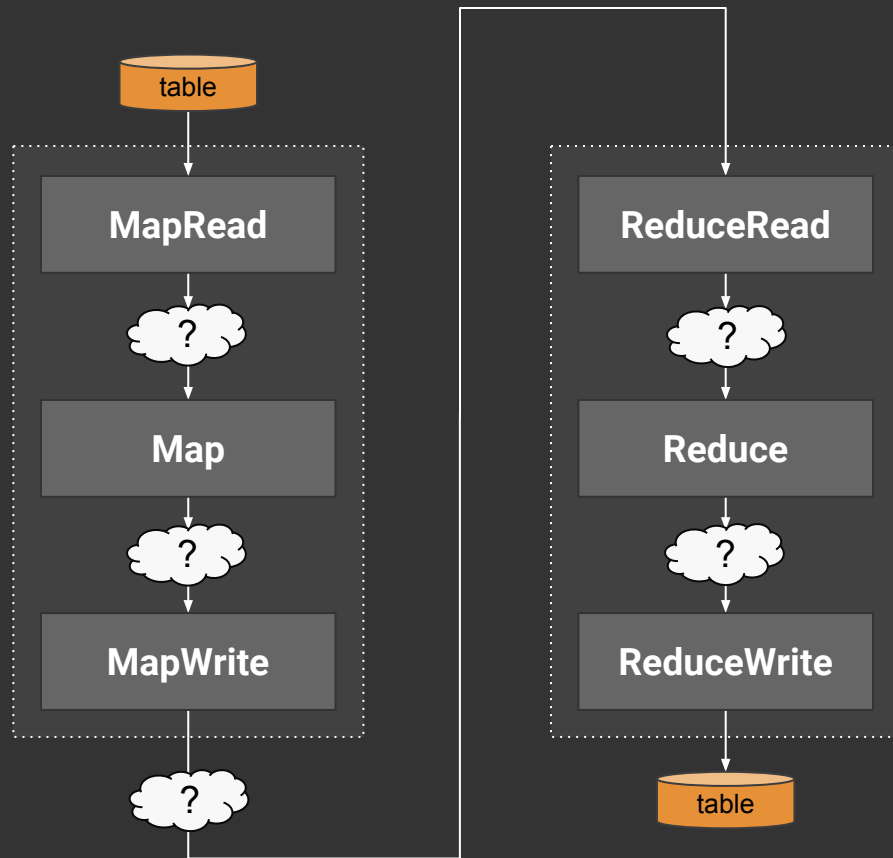 table
MapRead
?
Map
?
MapWrite
?
ReduceRead
?
Reduce
?
ReduceWrite
table